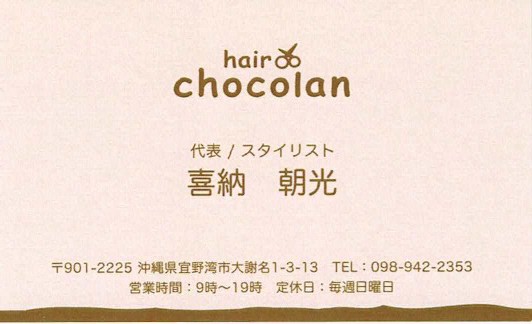 hair
chocolan
代表 / スタイリスト
喜納　朝光
〒901-2225 沖縄県宜野湾市大謝名1-3-13　TEL：098-942-2353
営業時間：9時〜19時　定休日：毎週日曜日